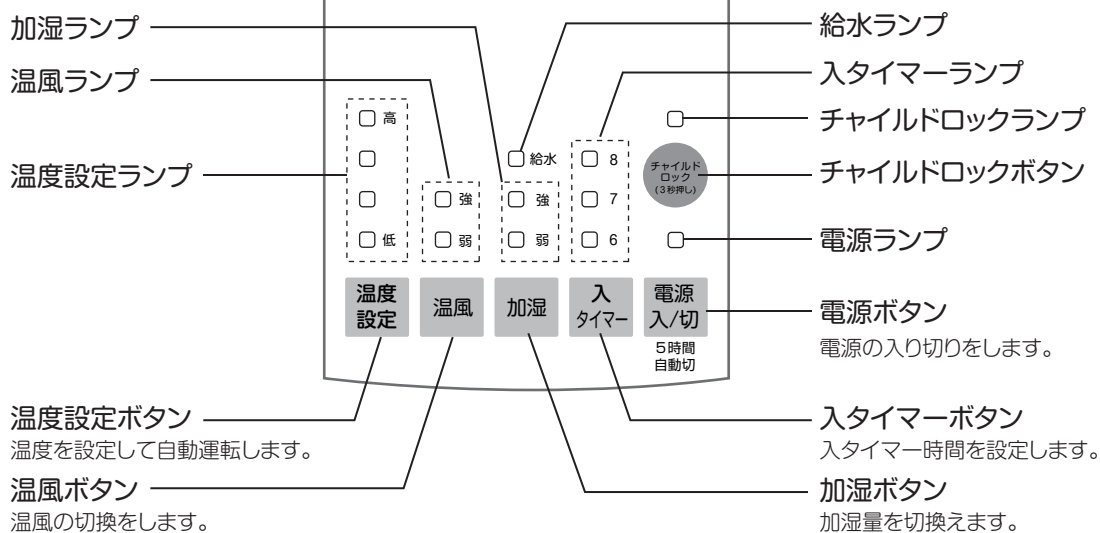 加湿ランプ
温風ランプ
温度設定ランプ
給水ランプ
入タイマーランプ
チャイルドロックランプ
チャイルドロックボタン
電源ランプ
高
低
強
弱
給水
強
弱
8
7
6
チャイルド
ロック
(3秒押し)
温度
設定
温風
加湿
入
タイマー
電源
入/切
5時間
自動切
電源ボタン
電源の入り切りをします。
温度設定ボタン
温度を設定して自動運転します。
温風ボタン
温風の切換をします。
入タイマーボタン
入タイマー時間を設定します。
加湿ボタン
加湿量を切換えます。